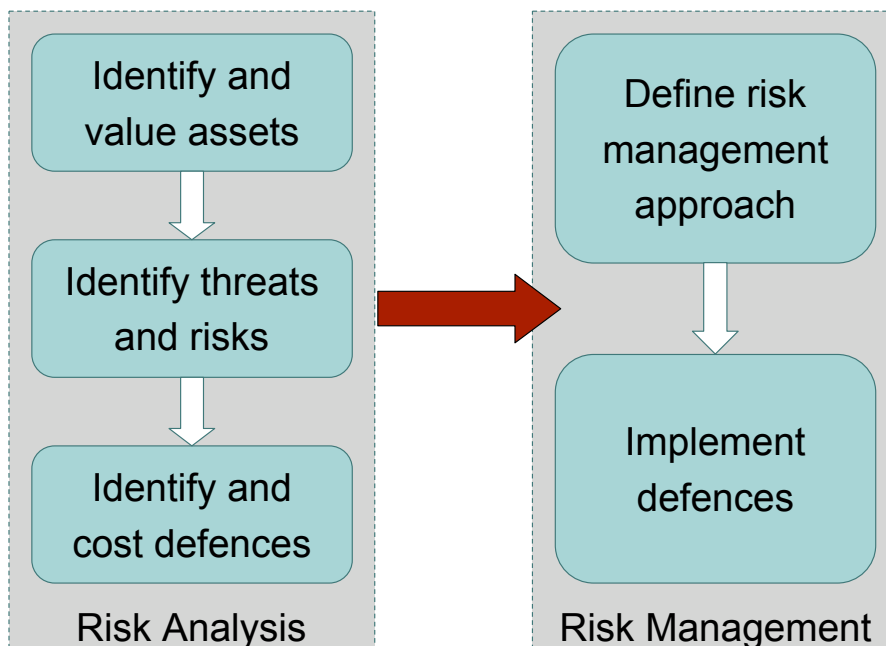 Identify and
value assets
Identify threats
and risks
Identify and
cost defences
Risk Analysis
Define risk
management
approach
Implement
defences
Risk Management